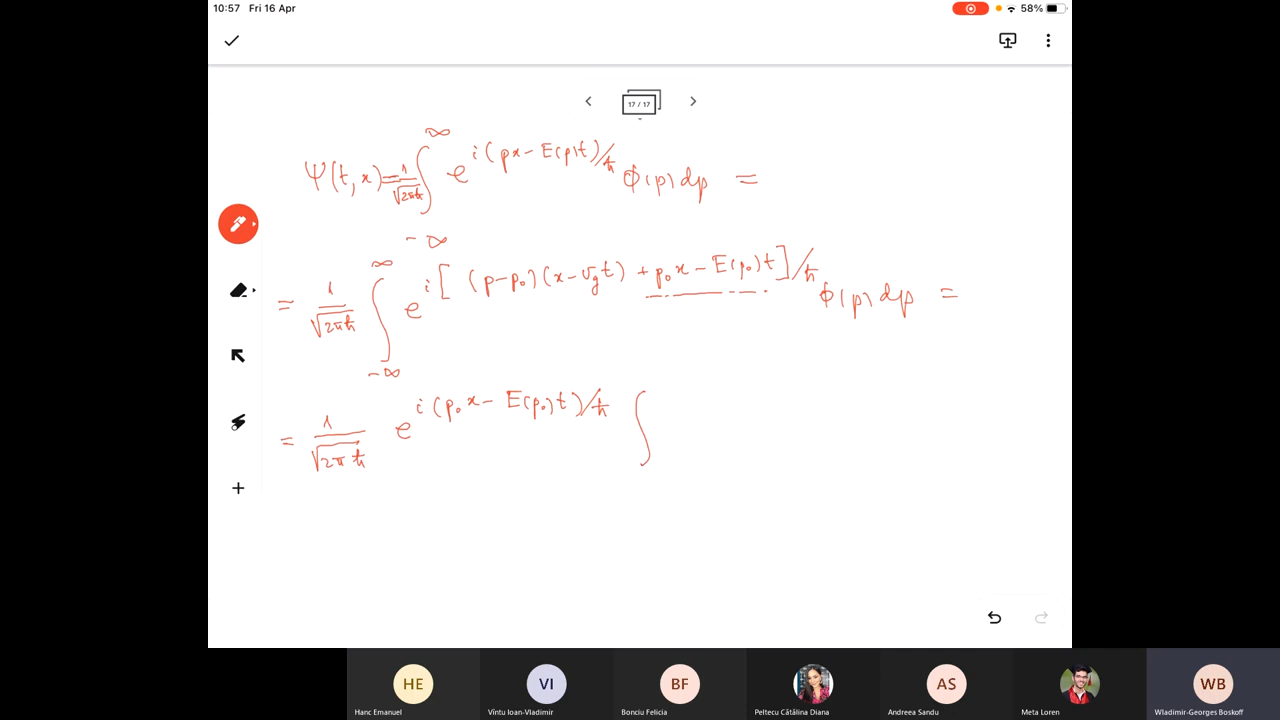 10:57 Fri 16 Apr 58%
17 / 17
Ψ(t, x) = 1/√2πħ ∫_{-∞}^{∞} e^{i(px - E(p)t)/ħ} Φ(p) dp =
= 1/√2πħ ∫_{-∞}^{∞} e^{i[(p-p₀)(x-v_g t) + p₀x - E(p₀)t]/ħ} Φ(p) dp =
= 1/√2πħ e^{i(p₀x - E(p₀)t)/ħ} ∫
HE VI BF AS WB
Hanc Emanuel Vîntu Ioan-Vladimir Bonciu Felicia Peltecu Cătălina Diana Andreea Sandu Meta Loren Wladimir-Georges Boskoff